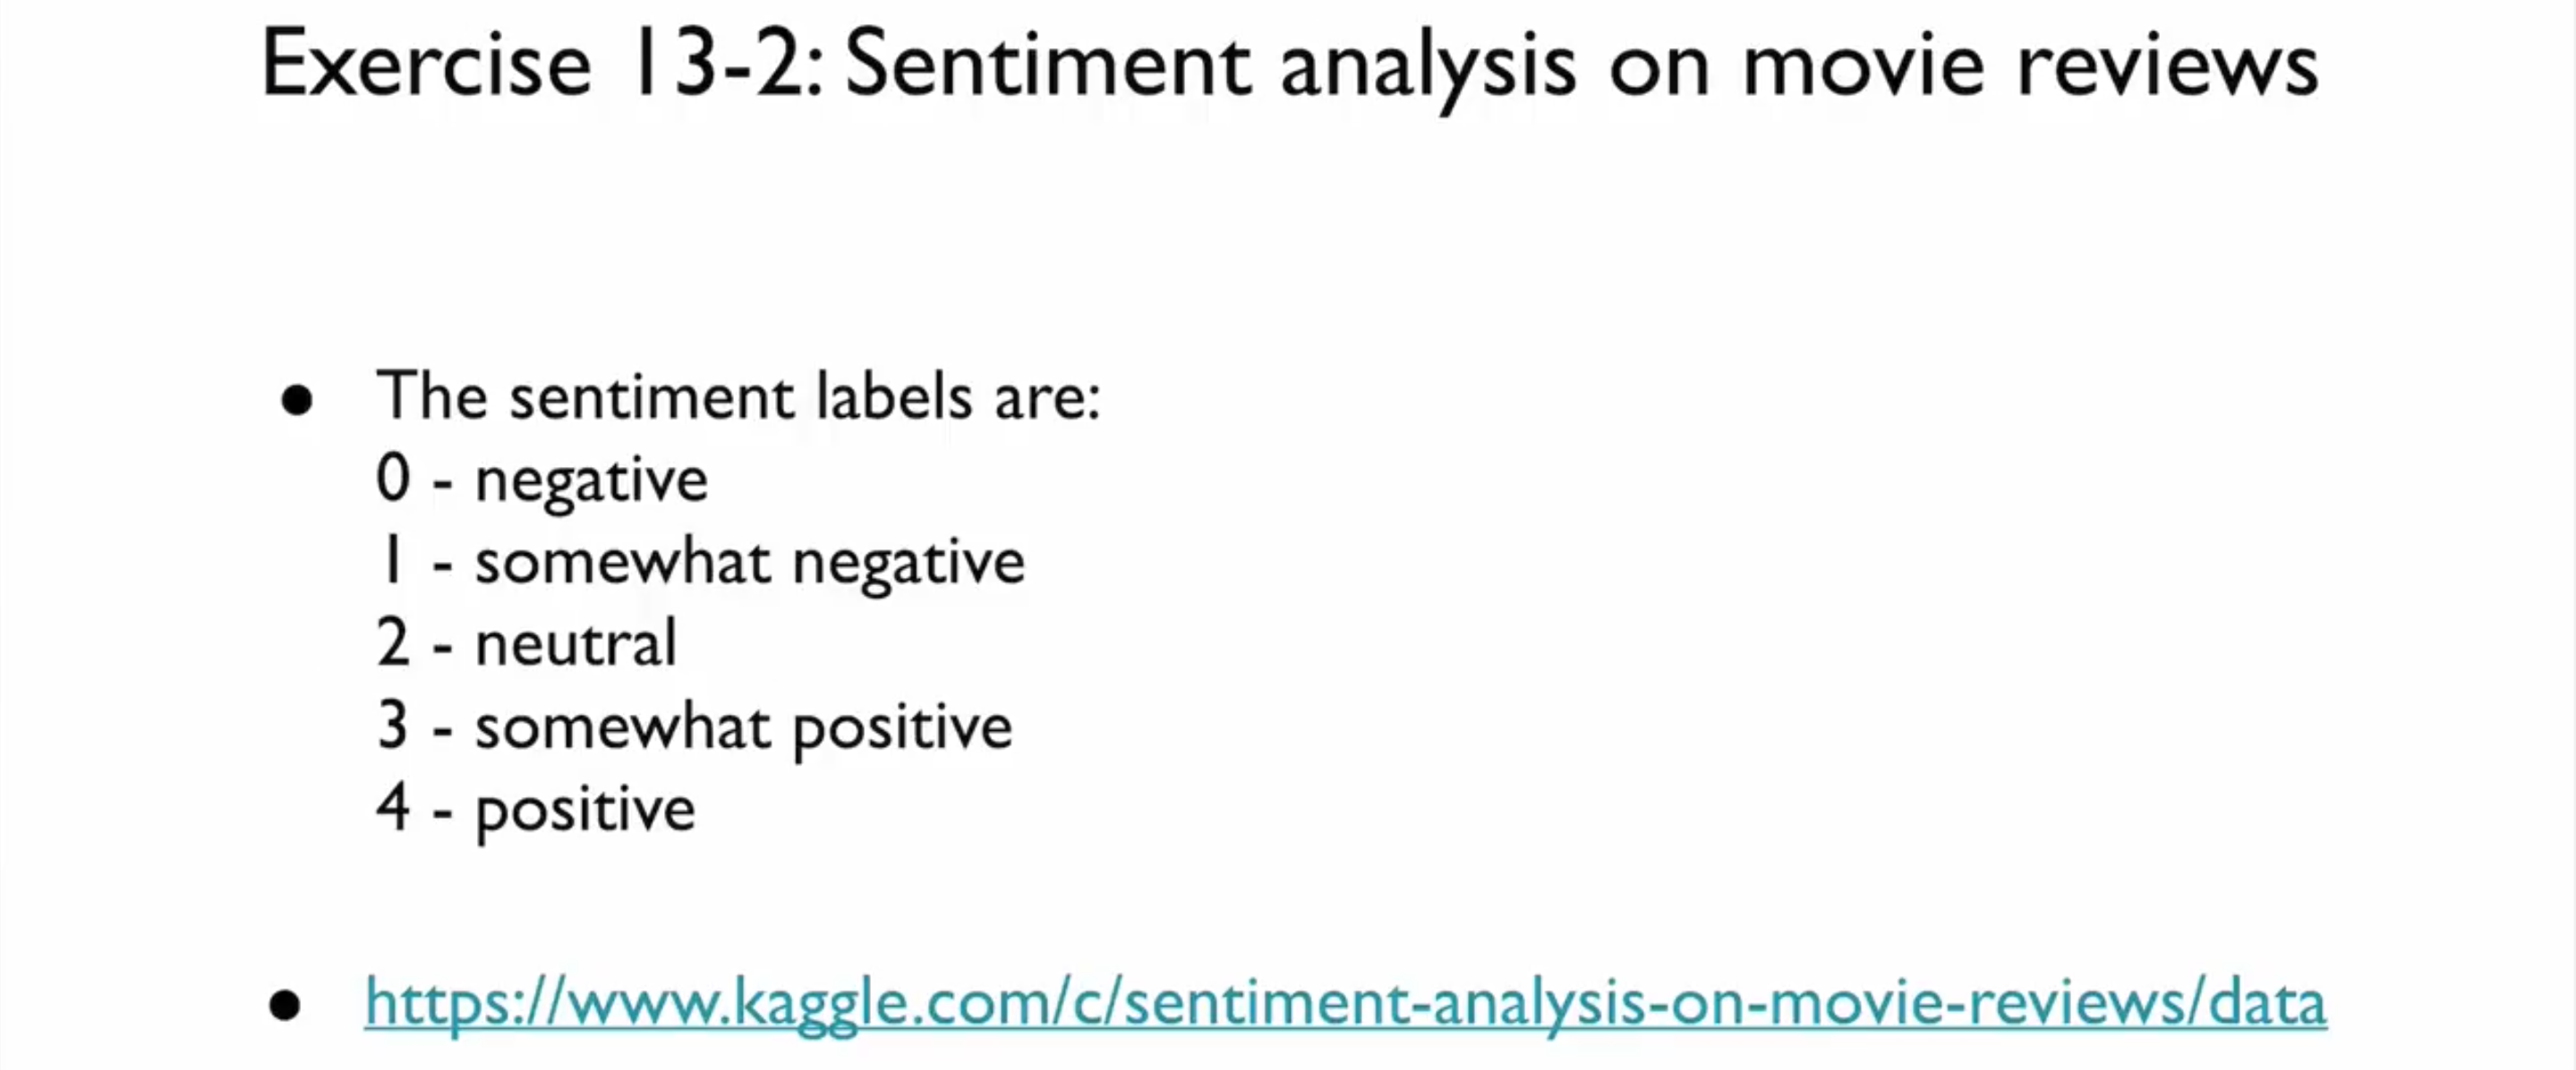 Exercise 13-2: Sentiment analysis on movie reviews
● The sentiment labels are:
0 - negative
1 - somewhat negative
2 - neutral
3 - somewhat positive
4 - positive
● https://www.kaggle.com/c/sentiment-analysis-on-movie-reviews/data